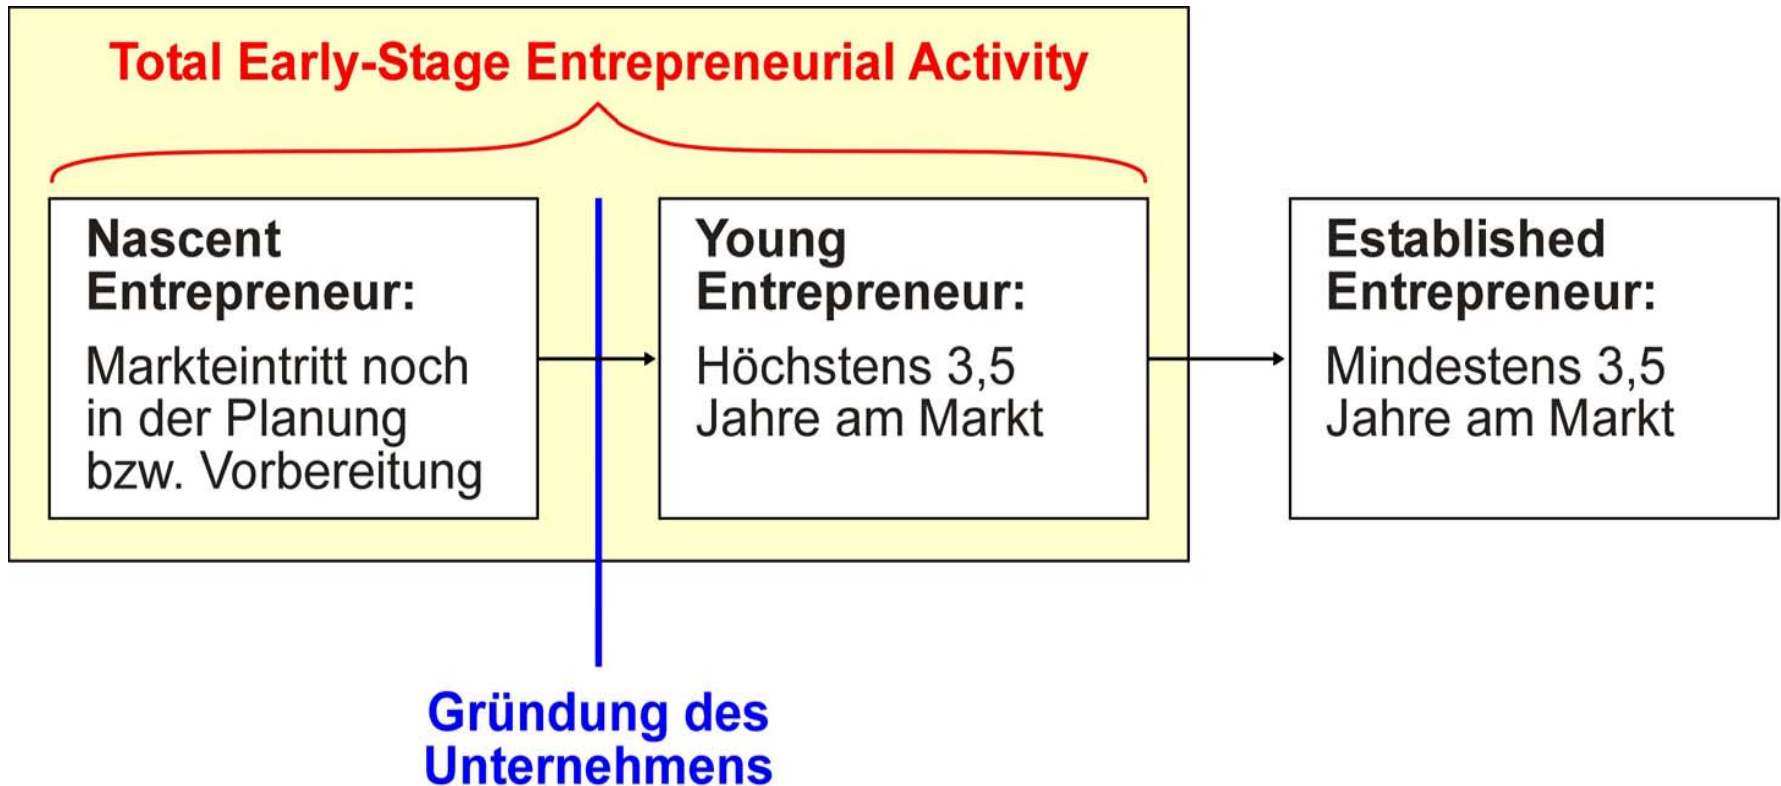 Total Early-Stage Entrepreneurial Activity
Nascent
Entrepreneur:
Markteintritt noch
in der Planung
bzw. Vorbereitung
Young
Entrepreneur:
Höchstens 3,5
Jahre am Markt
Established
Entrepreneur:
Mindestens 3,5
Jahre am Markt
Gründung des
Unternehmens